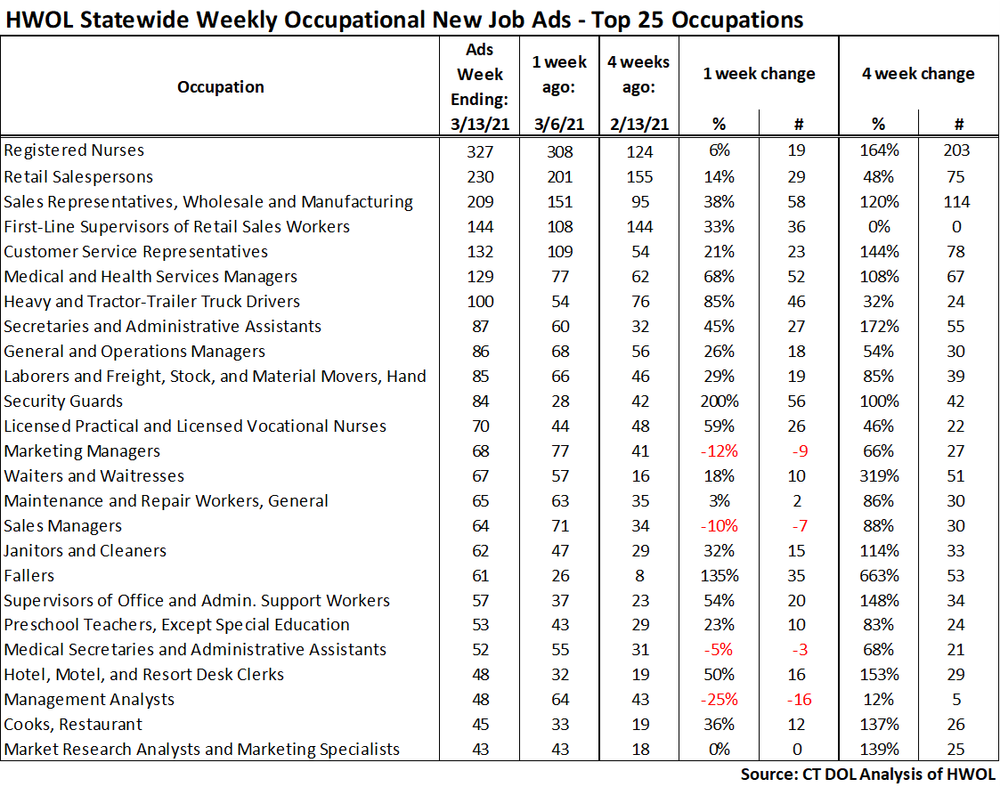 HWOL Statewide Weekly Occupational New Job Ads - Top 25 Occupations
Occupation | Ads Week Ending: 3/13/21 | 1 week ago: 3/6/21 | 4 weeks ago: 2/13/21 | 1 week change % | # | 4 week change % | #
Registered Nurses 327 308 124 6% 19 164% 203
Retail Salespersons 230 201 155 14% 29 48% 75
Sales Representatives, Wholesale and Manufacturing 209 151 95 38% 58 120% 114
First-Line Supervisors of Retail Sales Workers 144 108 144 33% 36 0% 0
Customer Service Representatives 132 109 54 21% 23 144% 78
Medical and Health Services Managers 129 77 62 68% 52 108% 67
Heavy and Tractor-Trailer Truck Drivers 100 54 76 85% 46 32% 24
Secretaries and Administrative Assistants 87 60 32 45% 27 172% 55
General and Operations Managers 86 68 56 26% 18 54% 30
Laborers and Freight, Stock, and Material Movers, Hand 85 66 46 29% 19 85% 39
Security Guards 84 28 42 200% 56 100% 42
Licensed Practical and Licensed Vocational Nurses 70 44 48 59% 26 46% 22
Marketing Managers 68 77 41 -12% -9 66% 27
Waiters and Waitresses 67 57 16 18% 10 319% 51
Maintenance and Repair Workers, General 65 63 35 3% 2 86% 30
Sales Managers 64 71 34 -10% -7 88% 30
Janitors and Cleaners 62 47 29 32% 15 114% 33
Fallers 61 26 8 135% 35 663% 53
Supervisors of Office and Admin. Support Workers 57 37 23 54% 20 148% 34
Preschool Teachers, Except Special Education 53 43 29 23% 10 83% 24
Medical Secretaries and Administrative Assistants 52 55 31 -5% -3 68% 21
Hotel, Motel, and Resort Desk Clerks 48 32 19 50% 16 153% 29
Management Analysts 48 64 43 -25% -16 12% 5
Cooks, Restaurant 45 33 19 36% 12 137% 26
Market Research Analysts and Marketing Specialists 43 43 18 0% 0 139% 25
Source: CT DOL Analysis of HWOL